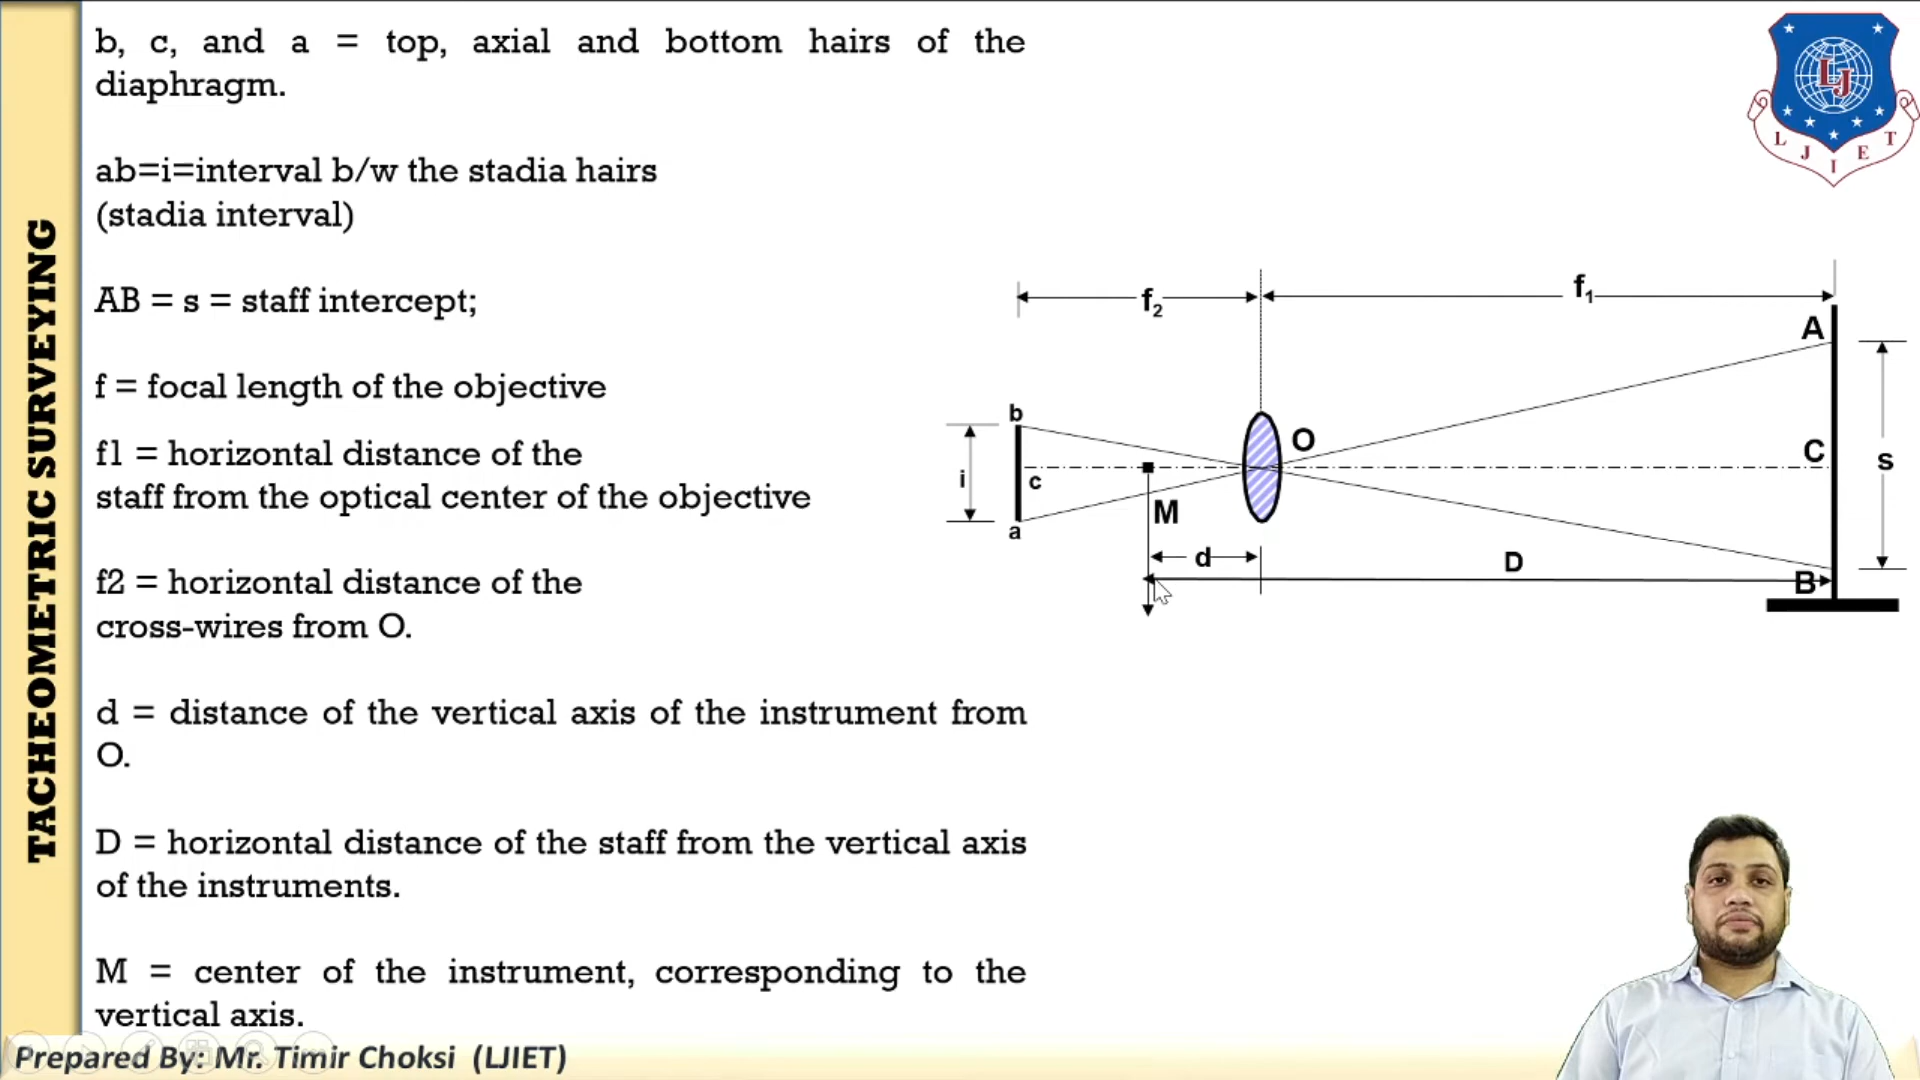 TACHEOMETRIC SURVEYING
b, c, and a = top, axial and bottom hairs of the
diaphragm.
ab=i=interval b/w the stadia hairs
(stadia interval)
AB = s = staff intercept;
f = focal length of the objective
f1 = horizontal distance of the
staff from the optical center of the objective
f2 = horizontal distance of the
cross-wires from O.
d = distance of the vertical axis of the instrument from
O.
D = horizontal distance of the staff from the vertical axis
of the instruments.
M = center of the instrument, corresponding to the
vertical axis.
Prepared By: Mr. Timir Choksi (LJIET)
LJ
L J I E T
f₂
f₁
A
b
O
C
s
i
c
M
a
d
D
B